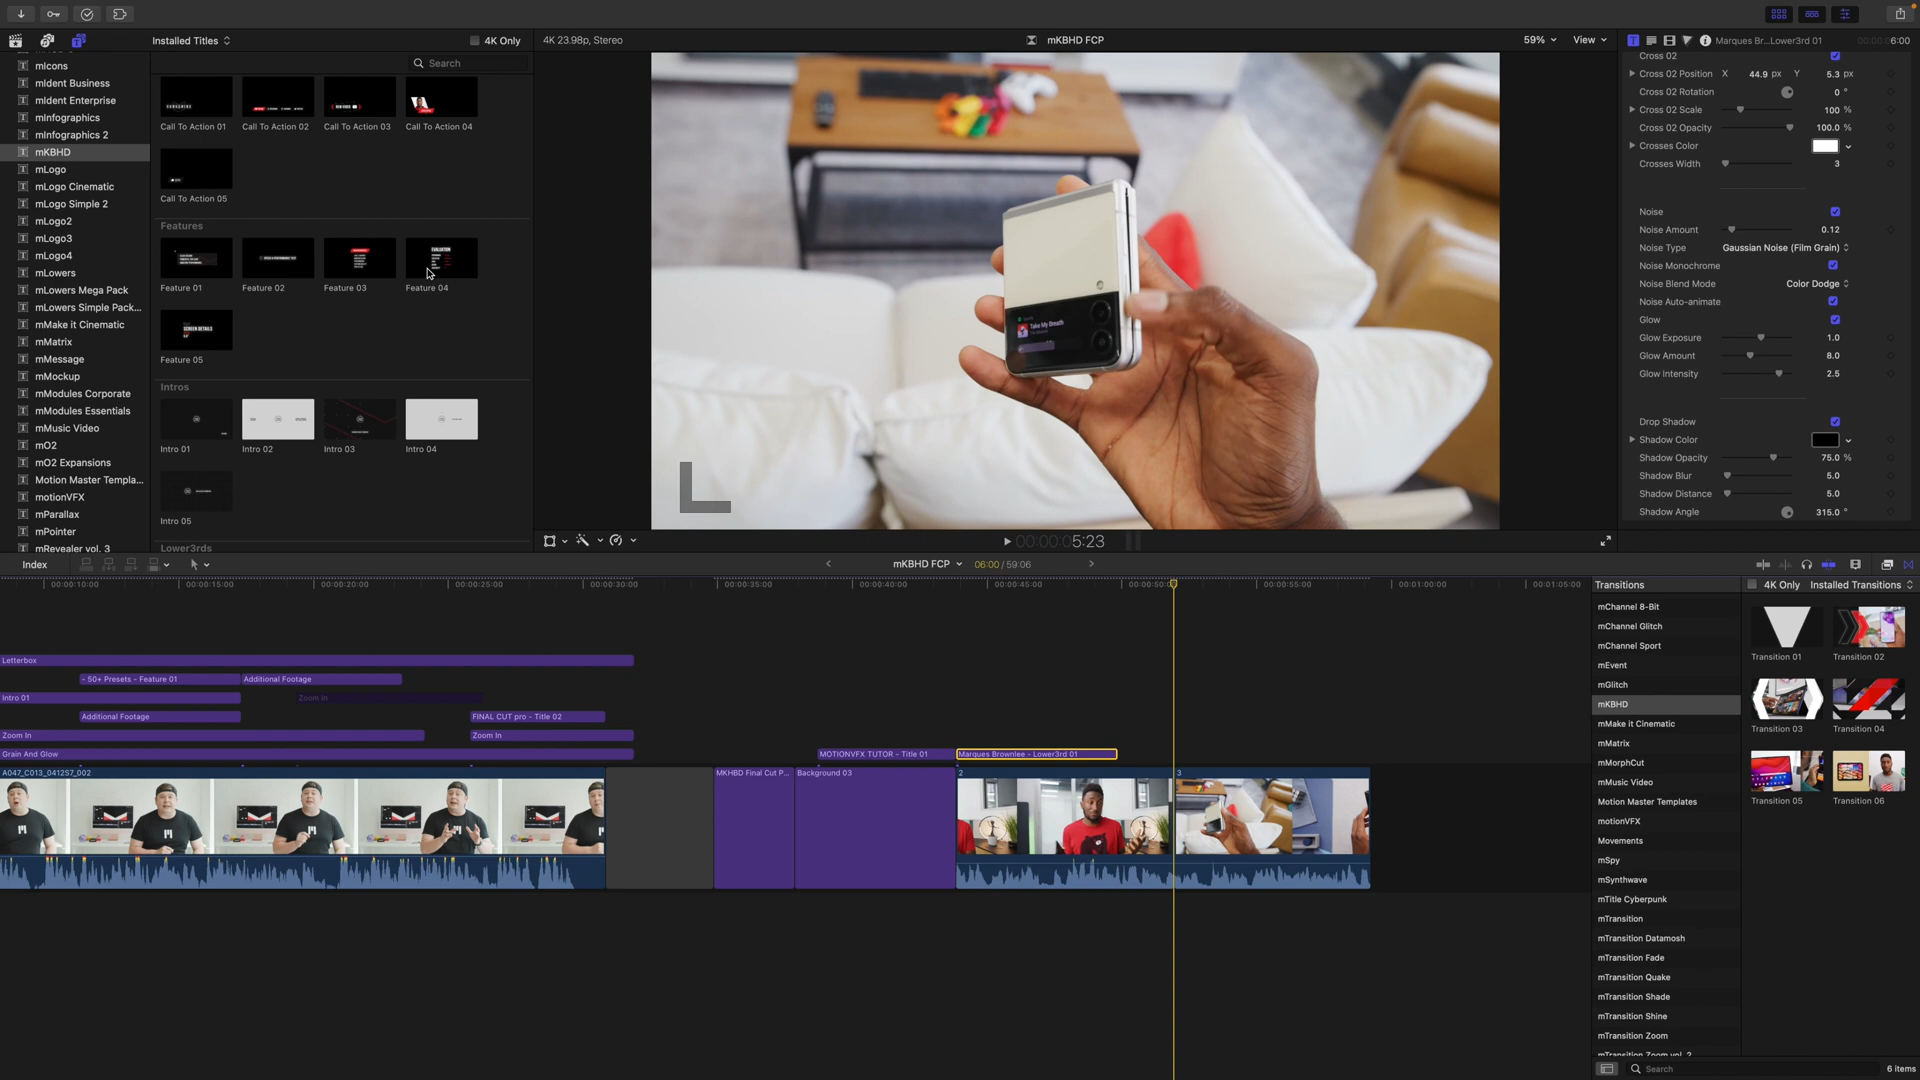 Installed Titles
4K Only
4K 23.98p, Stereo
mKBHD FCP
59%
View
Marques Br...Lower3rd 01
6:00
mIcons
mIdent Business
mIdent Enterprise
mInfographics
mInfographics 2
mKBHD
mLogo
mLogo Cinematic
mLogo Simple 2
mLogo2
mLogo3
mLogo4
mLowers
mLowers Mega Pack
mLowers Simple Pack...
mMake it Cinematic
mMatrix
mMessage
mMockup
mModules Corporate
mModules Essentials
mMusic Video
mO2
mO2 Expansions
Motion Master Templa...
motionVFX
mParallax
mPointer
mRevealer vol. 3
Search
Call To Action 01
Call To Action 02
Call To Action 03
Call To Action 04
Call To Action 05
Features
EVALUATION
Feature 01
Feature 02
Feature 03
Feature 04
SCREEN DETAILS
Feature 05
Intros
Intro 01
Intro 02
Intro 03
Intro 04
Intro 05
Lower3rds
Take My Breath
00:00:00:5:23
Cross 02
Cross 02 Position X 44.9 px Y 5.3 px
Cross 02 Rotation 0 °
Cross 02 Scale 100 %
Cross 02 Opacity 100.0 %
Crosses Color
Crosses Width 3
Noise
Noise Amount 0.12
Noise Type Gaussian Noise (Film Grain)
Noise Monochrome
Noise Blend Mode Color Dodge
Noise Auto-animate
Glow
Glow Exposure 1.0
Glow Amount 8.0
Glow Intensity 2.5
Drop Shadow
Shadow Color
Shadow Opacity 75.0 %
Shadow Blur 5.0
Shadow Distance 5.0
Shadow Angle 315.0 °
Index
mKBHD FCP
06:00 / 59:06
00:00:10:00
00:00:15:00
00:00:20:00
00:00:25:00
00:00:30:00
00:00:35:00
00:00:40:00
00:00:45:00
00:00:50:00
00:00:55:00
00:01:00:00
00:01:05:00
Letterbox
- 50+ Presets - Feature 01
Additional Footage
Intro 01
Zoom In
Additional Footage
FINAL CUT pro - Title 02
Zoom In
Zoom In
Grain And Glow
MOTIONVFX TUTOR - Title 01
Marques Brownlee - Lower3rd 01
A047_C013_0412S7_002
MKHBD Final Cut P...
Background 03
2
3
Transitions
4K Only
Installed Transitions
mChannel 8-Bit
mChannel Glitch
mChannel Sport
mEvent
mGlitch
mKBHD
mMake it Cinematic
mMatrix
mMorphCut
mMusic Video
Motion Master Templates
motionVFX
Movements
mSpy
mSynthwave
mTitle Cyberpunk
mTransition
mTransition Datamosh
mTransition Fade
mTransition Quake
mTransition Shade
mTransition Shine
mTransition Zoom
mTransition Zoom vol. 2
Transition 01
Transition 02
Transition 03
Transition 04
Transition 05
Transition 06
Search
6 items